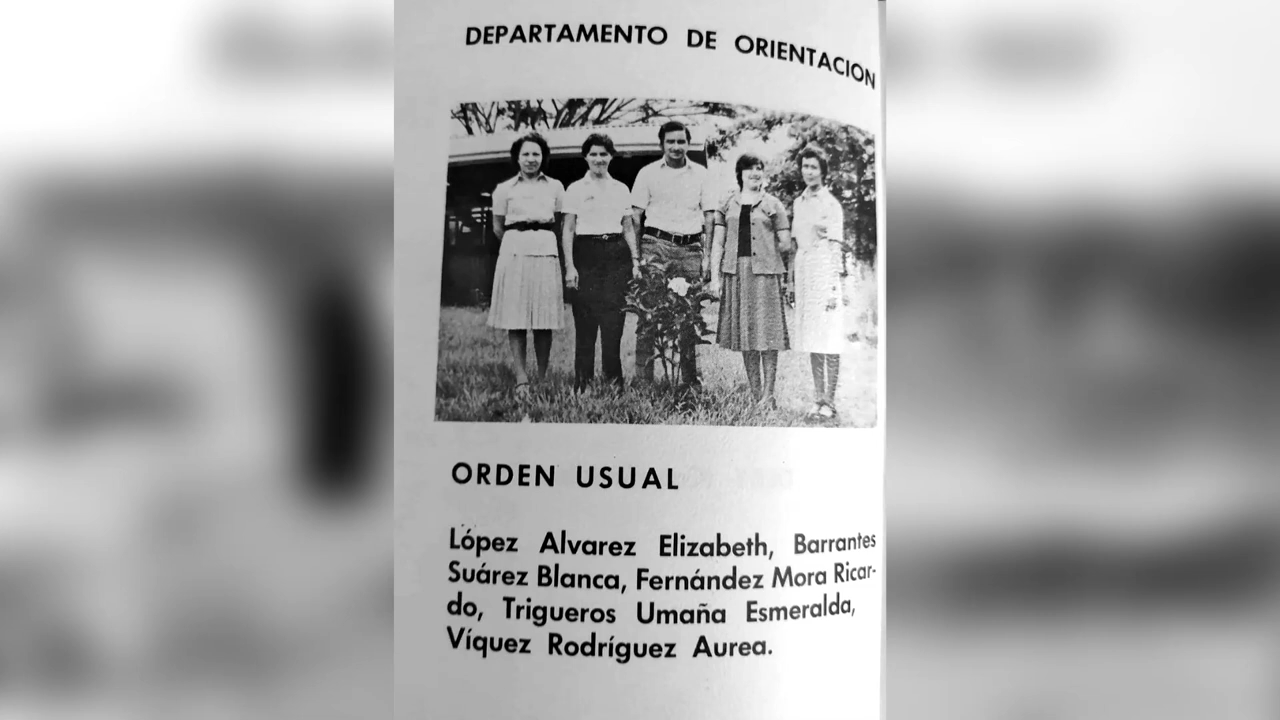 DEPARTAMENTO DE ORIENTACION
ORDEN USUAL
López Alvarez Elizabeth, Barrantes
Suárez Blanca, Fernández Mora Ricar-
do, Trigueros Umaña Esmeralda,
Víquez Rodríguez Aurea.